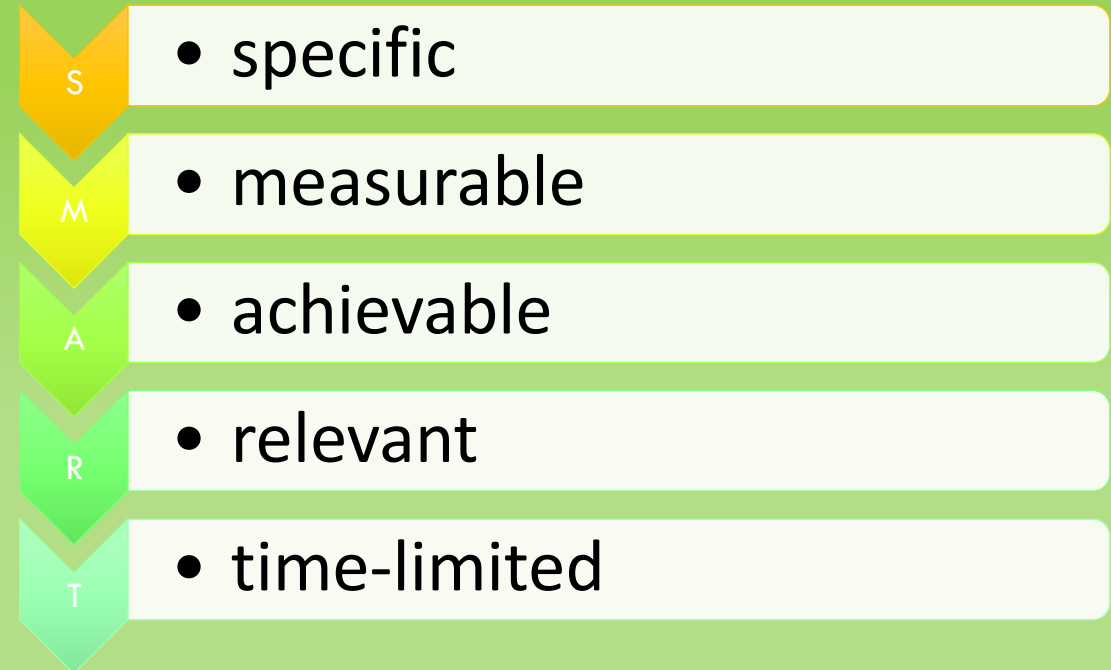 S • specific
M • measurable
A • achievable
R • relevant
T • time-limited